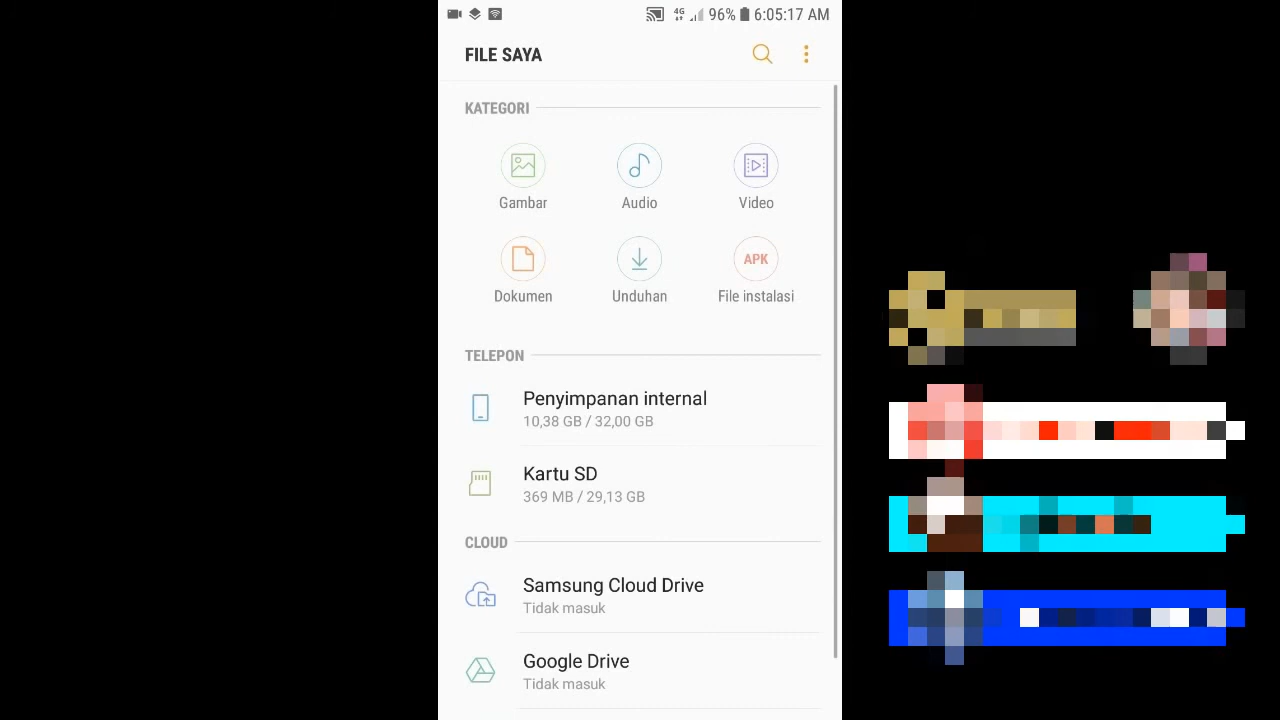 4G 96% 6:05:17 AM
FILE SAYA
KATEGORI
Gambar Audio Video
APK
Dokumen Unduhan File instalasi
TELEPON
Penyimpanan internal
10,38 GB / 32,00 GB
Kartu SD
369 MB / 29,13 GB
CLOUD
Samsung Cloud Drive
Tidak masuk
Google Drive
Tidak masuk